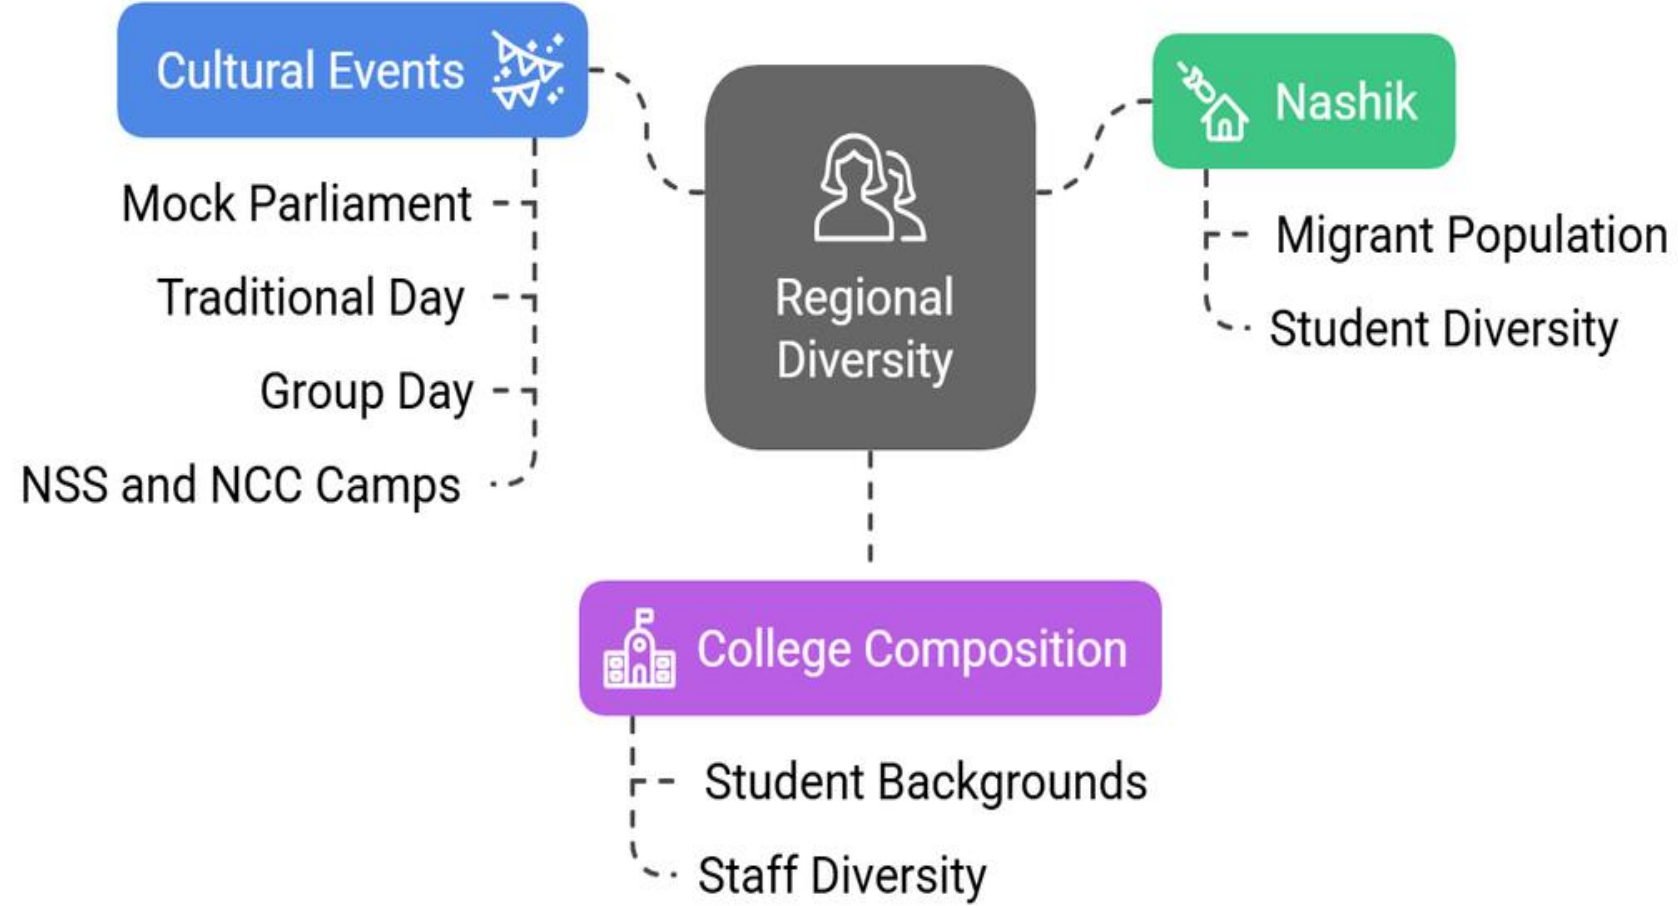 Cultural Events
Mock Parliament
Traditional Day
Group Day
NSS and NCC Camps
Regional
Diversity
Nashik
Migrant Population
Student Diversity
College Composition
Student Backgrounds
Staff Diversity